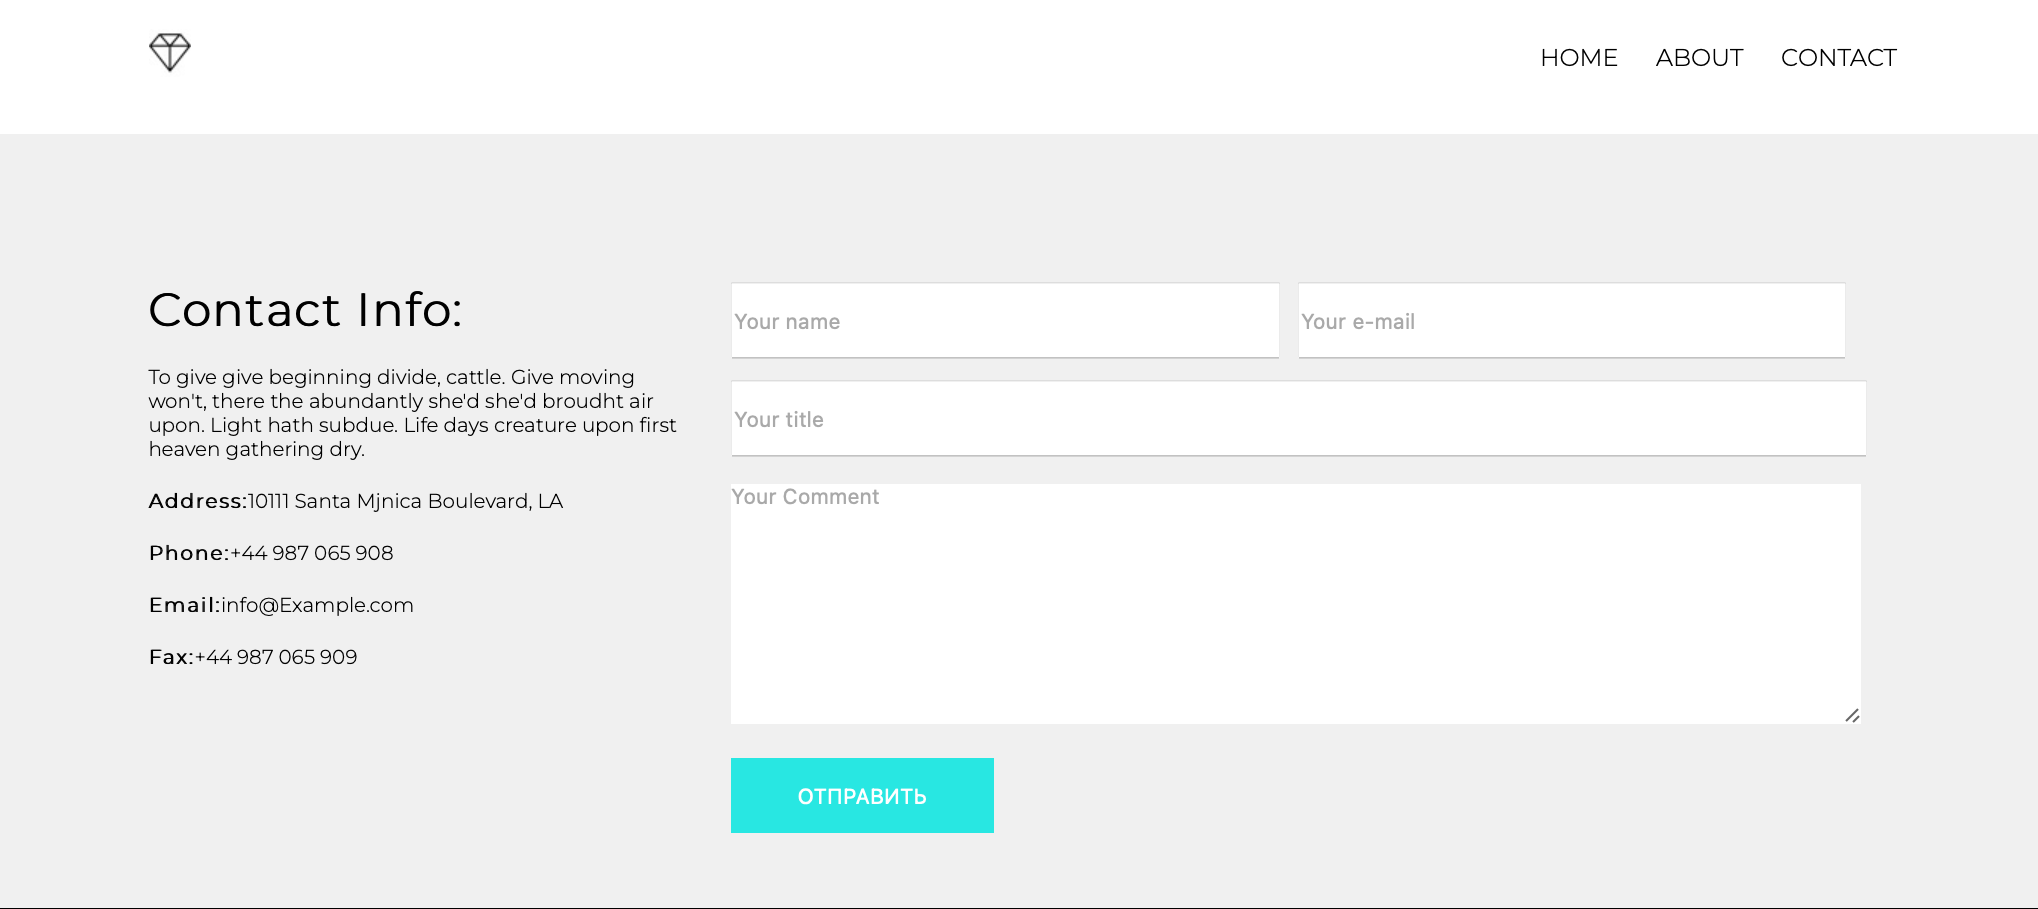 HOME ABOUT CONTACT
Contact Info:
To give give beginning divide, cattle. Give moving
won't, there the abundantly she'd she'd broudht air
upon. Light hath subdue. Life days creature upon first
heaven gathering dry.
Address:10111 Santa Mjnica Boulevard, LA
Phone:+44 987 065 908
Email:info@Example.com
Fax:+44 987 065 909
Your name
Your e-mail
Your title
Your Comment
ОТПРАВИТЬ